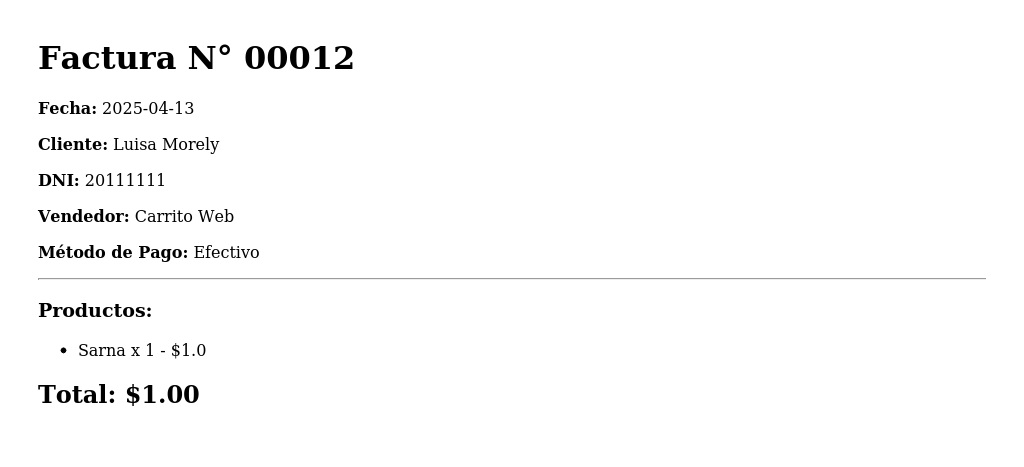 Factura N° 00012
Fecha: 2025-04-13
Cliente: Luisa Morely
DNI: 20111111
Vendedor: Carrito Web
Método de Pago: Efectivo
Productos:
• Sarna x 1 - $1.0
Total: $1.00